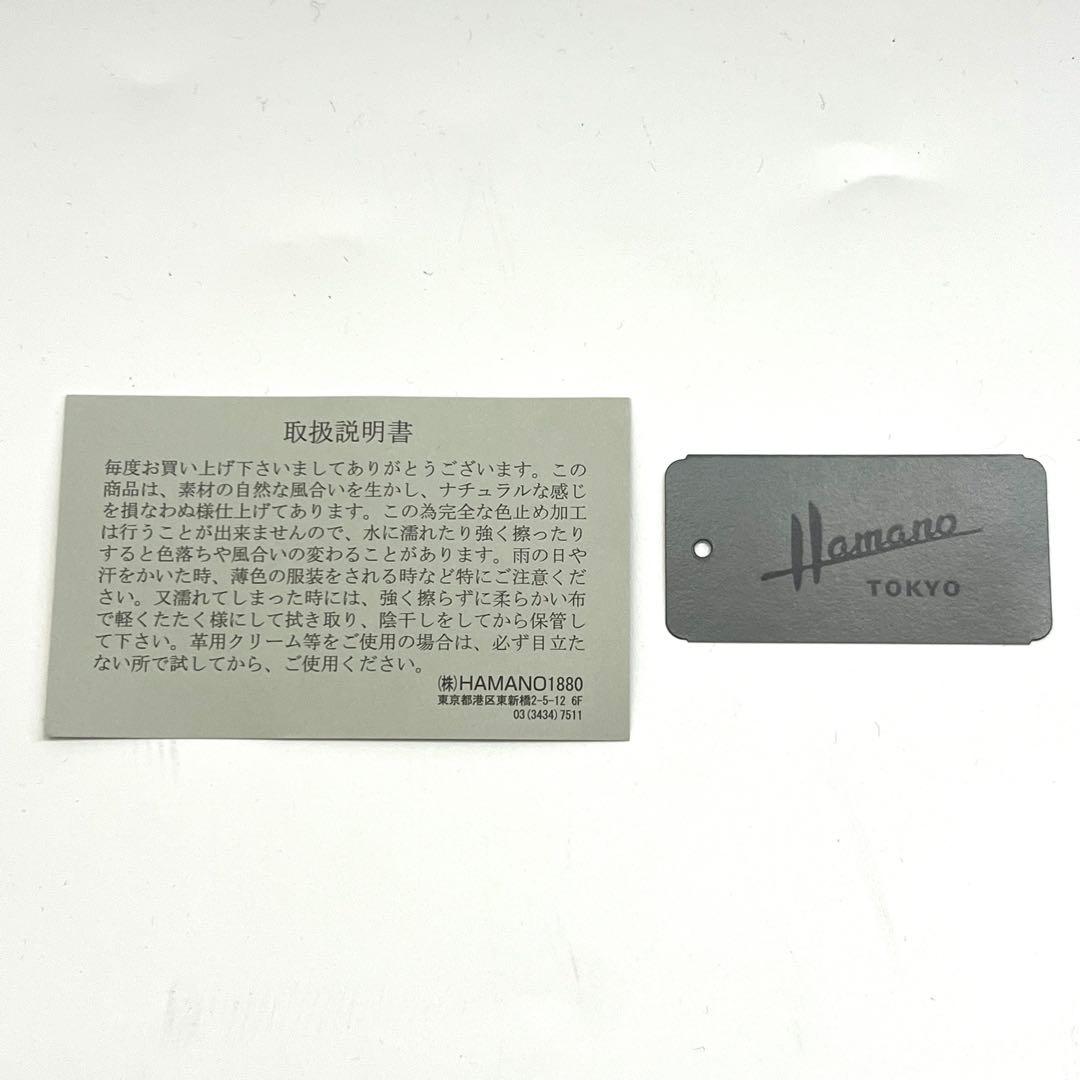 取扱説明書
毎度お買い上げ下さいましてありがとうございます。この
商品は、素材の自然な風合いを生かし、ナチュラルな感じ
を損なわぬ様仕上げてあります。この為完全な色止め加工
は行うことが出来ませんので、水に濡れたり強く擦ったり
すると色落ちや風合いの変わることがあります。雨の日や
汗をかいた時、薄色の服装をされる時など特にご注意くだ
さい。又濡れてしまった時には、強く擦らずに柔らかい布
で軽くたたく様にして拭き取り、陰干しをしてから保管し
て下さい。革用クリーム等をご使用の場合は、必ず目立た
ない所で試してから、ご使用ください。
㈱HAMANO1880
東京都港区東新橋2-5-12 6F
03(3434)7511
Hamano
TOKYO